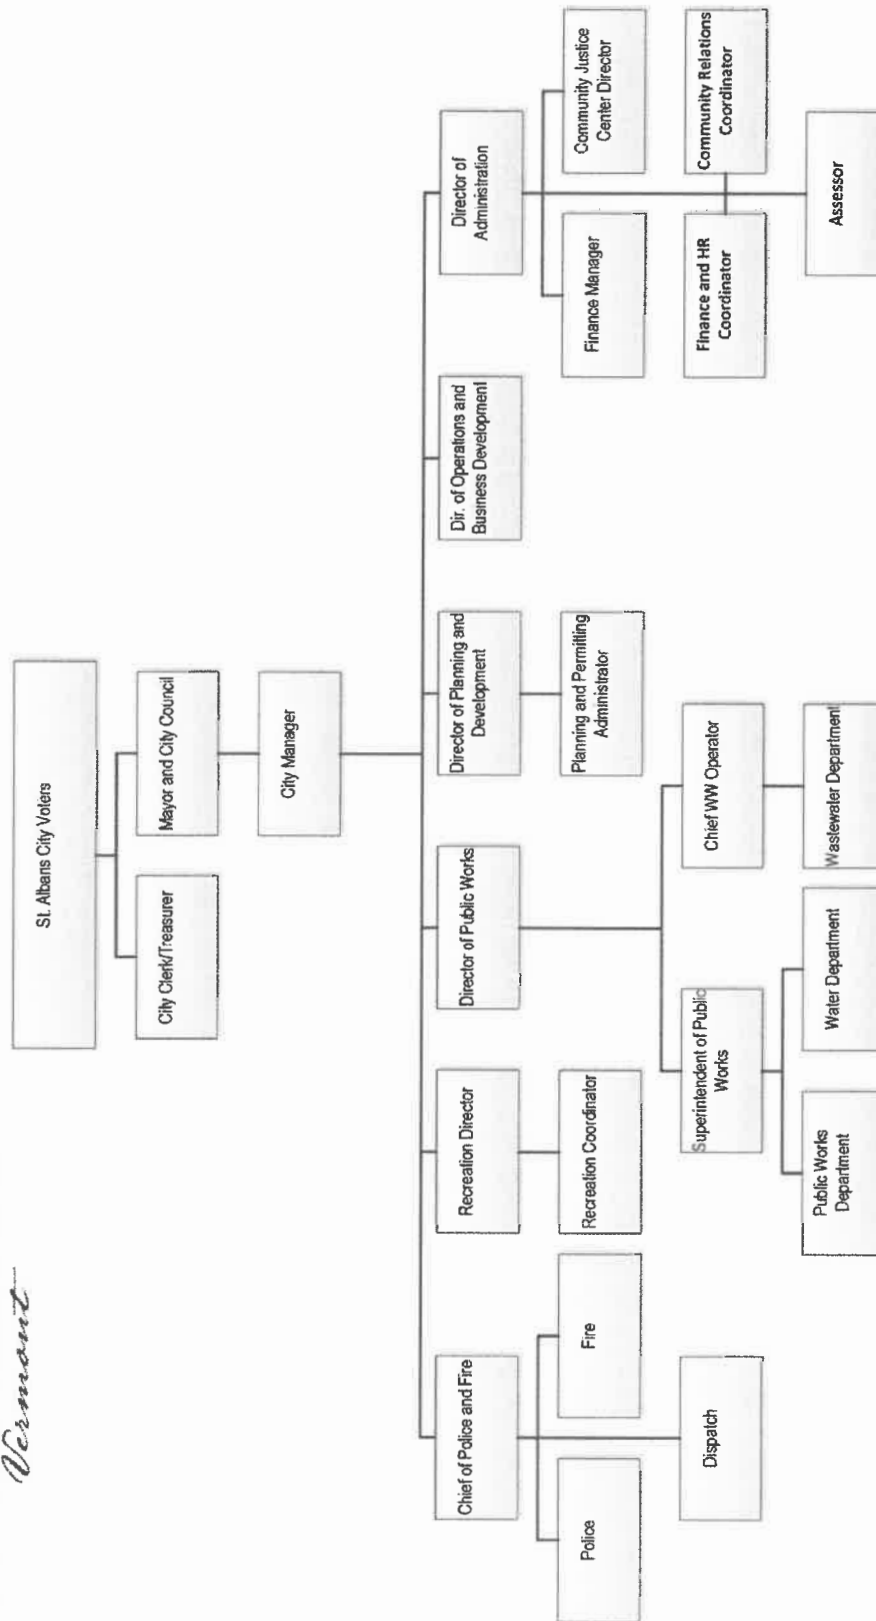 Vermont
St. Albans City Voters
City Clerk/Treasurer
Mayor and City Council
City Manager
Chief of Police and Fire
Recreation Director
Director of Public Works
Director of Planning and
Development
Dir. of Operations and
Business Development
Director of
Administration
Police
Fire
Recreation Coordinator
Planning and Permitting
Administrator
Finance Manager
Community Justice
Center Director
Dispatch
Superintendent of Public
Works
Chief WW Operator
Finance and HR
Coordinator
Community Relations
Coordinator
Public Works
Department
Water Department
Wastewater Department
Assessor